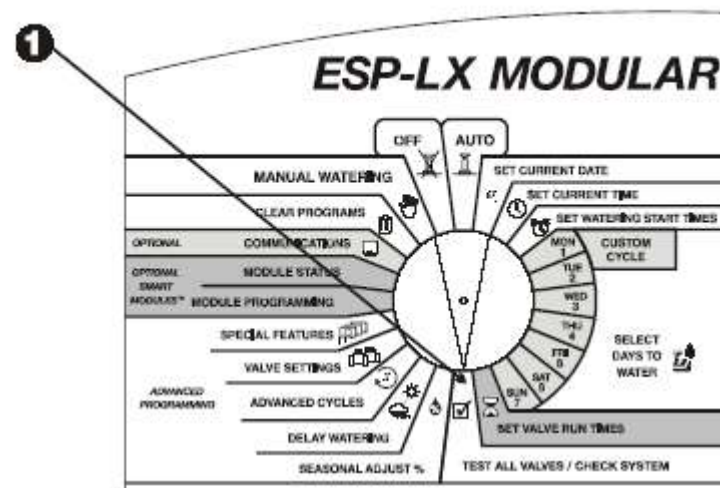 1
ESP-LX MODULAR
OFF
AUTO
MANUAL WATERING
CLEAR PROGRAMS
OPTIONAL
COMMUNICATIONS
OPTIONAL
SMART
MODULES™
MODULE STATUS
MODULE PROGRAMMING
SPECIAL FEATURES
VALVE SETTINGS
ADVANCED
PROGRAMMING
ADVANCED CYCLES
DELAY WATERING
SEASONAL ADJUST %
SET CURRENT DATE
SET CURRENT TIME
SET WATERING START TIMES
CUSTOM
CYCLE
MON
1
TUE
2
WED
3
THU
4
FRI
5
SAT
6
SUN
7
SELECT
DAYS TO
WATER
SET VALVE RUN TIMES
TEST ALL VALVES / CHECK SYSTEM